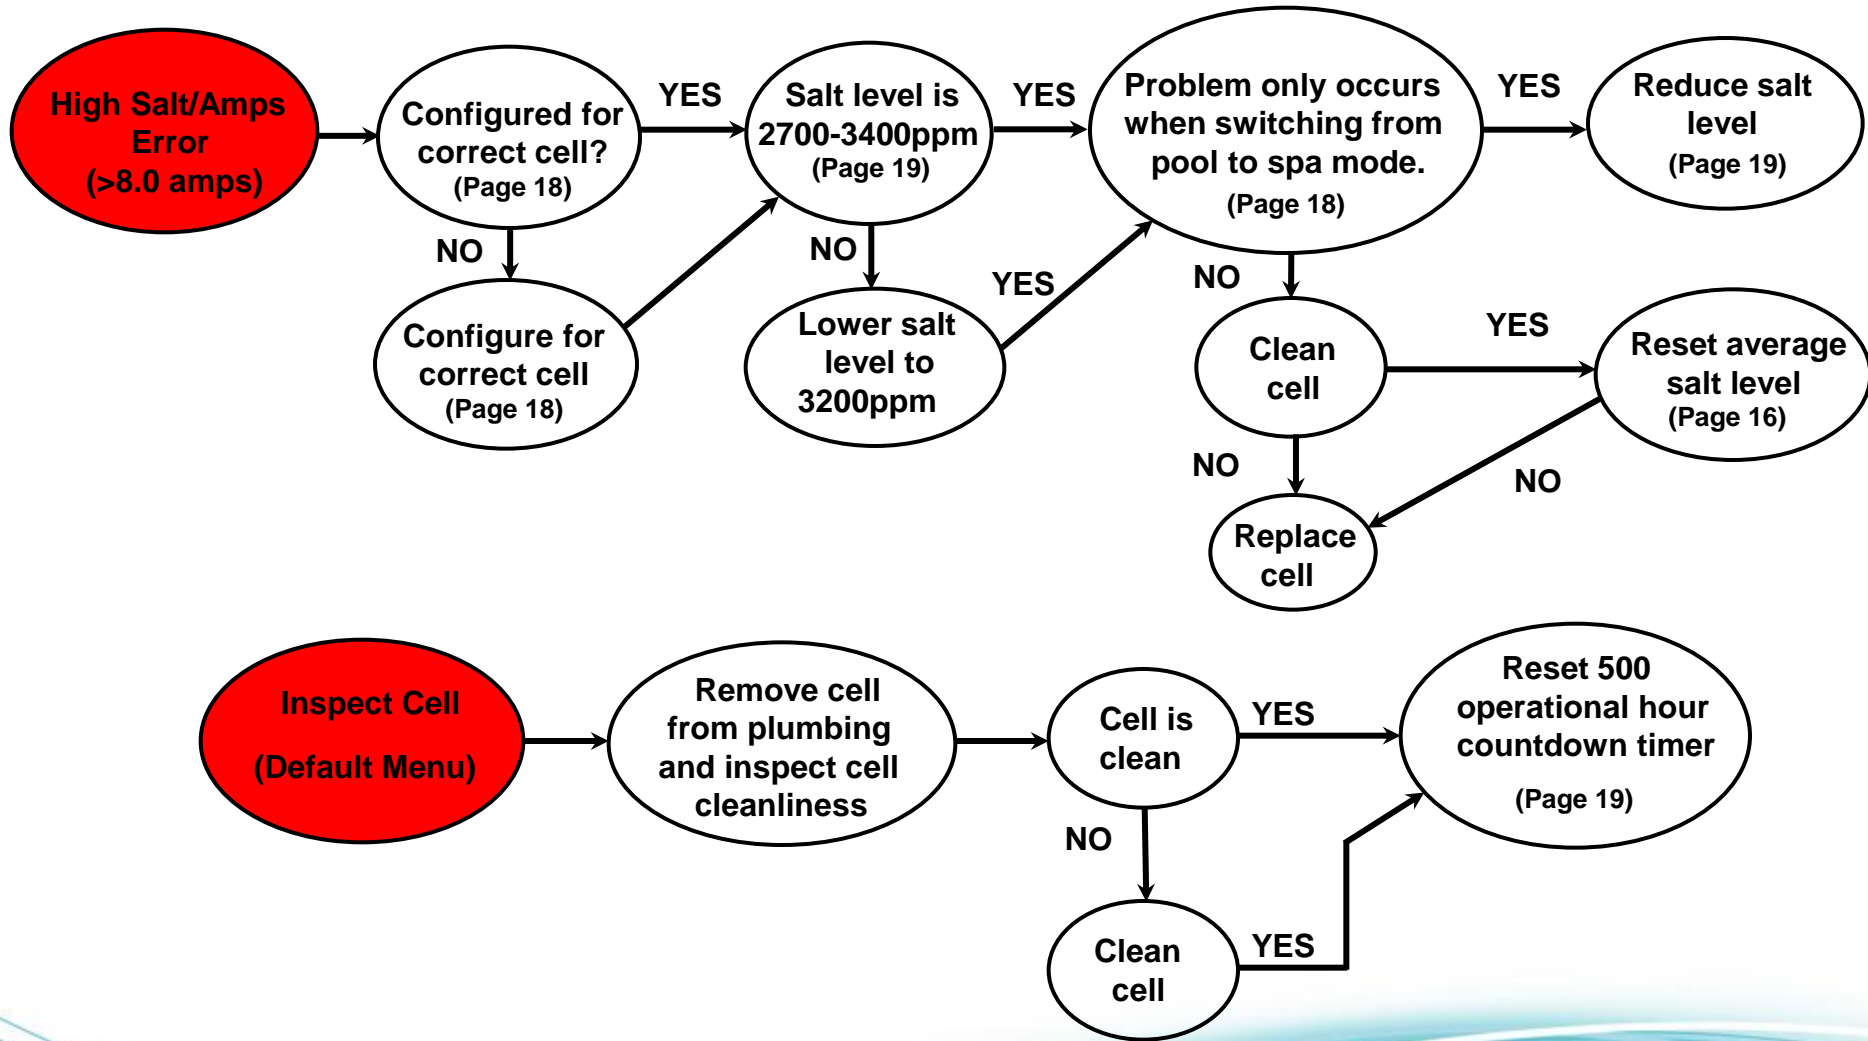 High Salt/Amps
Error
(>8.0 amps)
Configured for
correct cell?
(Page 18)
YES
Salt level is
2700-3400ppm
(Page 19)
YES
Problem only occurs
when switching from
pool to spa mode.
(Page 18)
YES
Reduce salt
level
(Page 19)
NO
NO
YES
NO
Configure for
correct cell
(Page 18)
Lower salt
level to
3200ppm
Clean
cell
YES
Reset average
salt level
(Page 16)
NO
NO
Replace
cell
Inspect Cell
(Default Menu)
Remove cell
from plumbing
and inspect cell
cleanliness
Cell is
clean
YES
Reset 500
operational hour
countdown timer
(Page 19)
NO
Clean
cell
YES